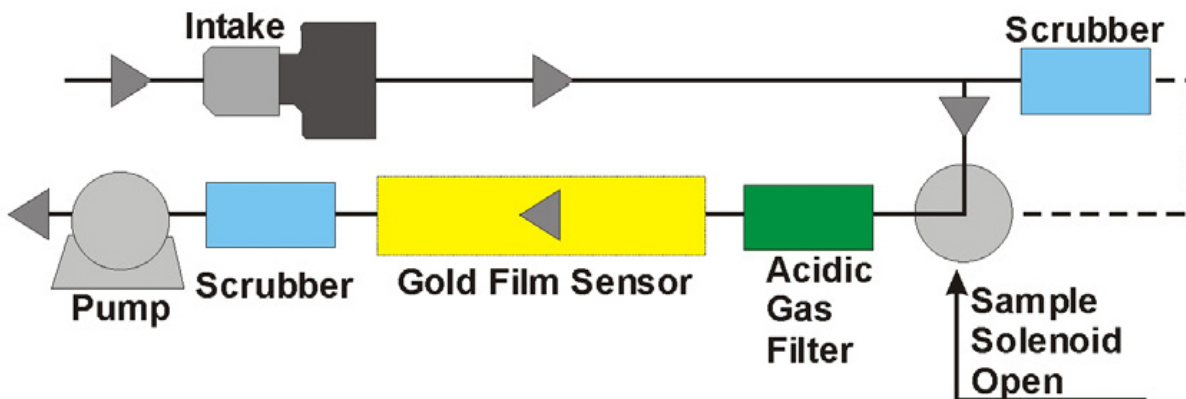 Intake
Scrubber
Pump
Scrubber
Gold Film Sensor
Acidic
Gas
Filter
Sample
Solenoid
Open